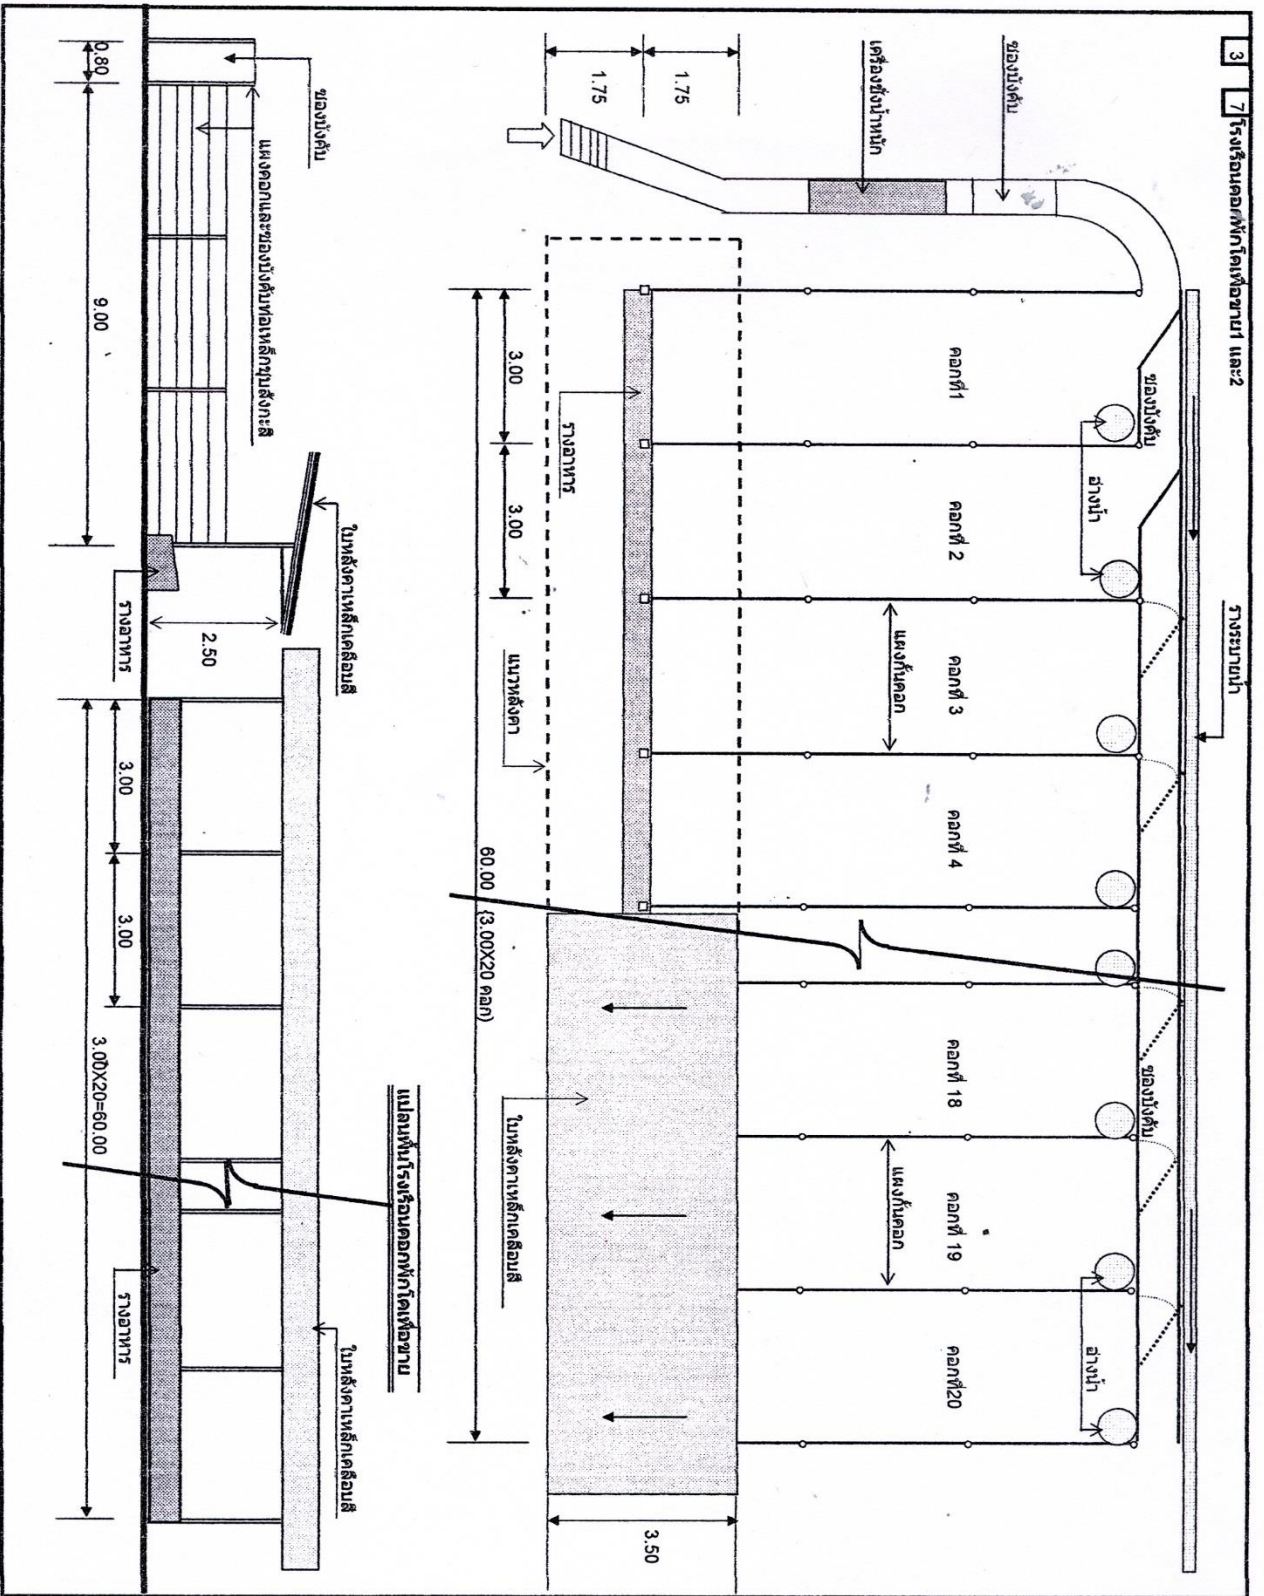 3 7 โรงเรือนคอกพักโคเพื่อขาย1 และ2
รางระบายน้ำ
ช่องบังคับ
เครื่องชั่งน้ำหนัก
ช่องบังคับ
อ่างน้ำ
ช่องบังคับ
อ่างน้ำ
คอกที่1
คอกที่ 2
คอกที่ 3
คอกที่ 4
คอกที่ 18
คอกที่ 19
คอกที่20
แผงกั้นคอก
แผงกั้นคอก
1.75
1.75
3.50
รางอาหาร
3.00
3.00
แนวหลังคา
ใบหลังคาเหล็กเคลือบสี
60.00 (3.00X20 คอก)
แปลนพื้นโรงเรือนคอกพักโคเพื่อขาย
ช่องบังคับ
แผงคอกและช่องบังคับท่อเหล็กชุบสังกะสี
ใบหลังคาเหล็กเคลือบสี
ใบหลังคาเหล็กเคลือบสี
2.50
0.80
9.00
รางอาหาร
3.00
3.00
3.00X20=60.00
รางอาหาร